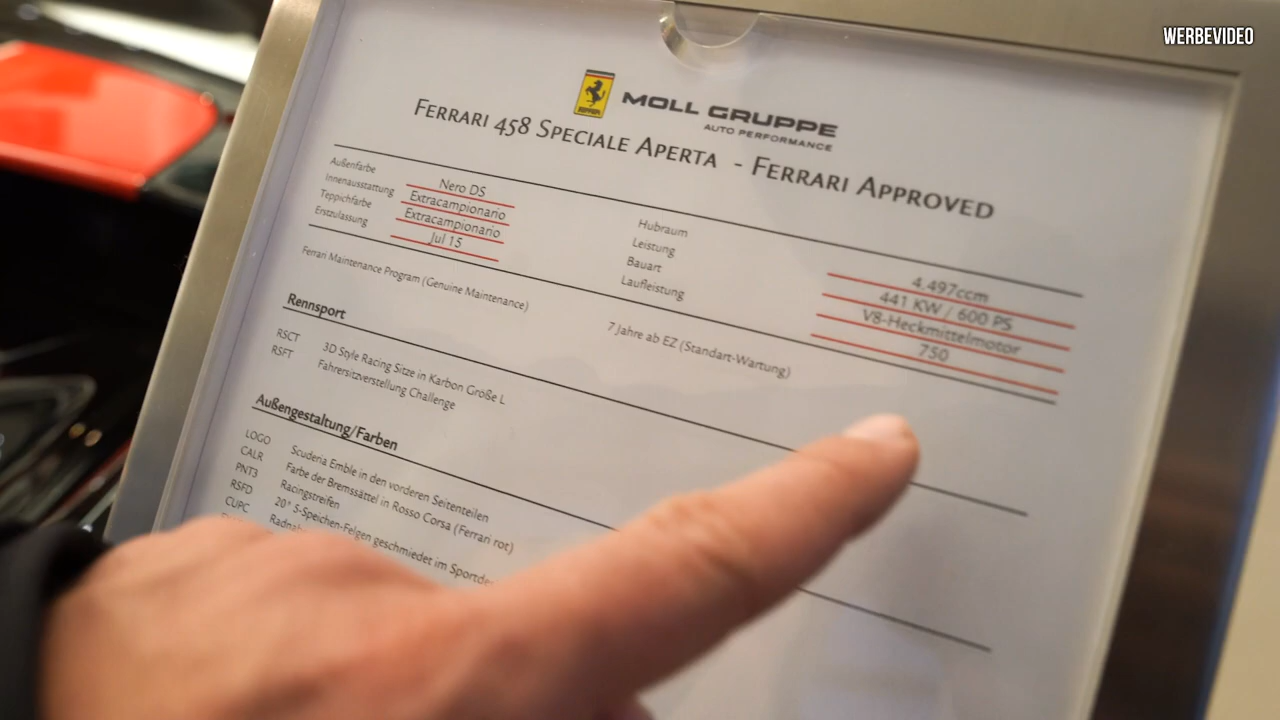 WERBEVIDEO
Ferrari
MOLL GRUPPE
AUTO PERFORMANCE
FERRARI 458 SPECIALE APERTA - FERRARI APPROVED
Außenfarbe Nero DS
Innenausstattung Extracampionario
Teppichfarbe Extracampionario
Erstzulassung Jul 15
Hubraum 4.497ccm
Leistung 441 KW / 600 PS
Bauart V8-Heckmittelmotor
Laufleistung 750
Ferrari Maintenance Program (Genuine Maintenance) 7 Jahre ab EZ (Standart-Wartung)
Rennsport
RSCT 3D Style Racing Sitze in Karbon Größe L
RSFT Fahrersitzverstellung Challenge
Außengestaltung/Farben
LOGO Scuderia Emble in den vorderen Seitenteilen
CALR Farbe der Bremssättel in Rosso Corsa (Ferrari rot)
PNT3 Racingstreifen
RSFD 20" 5-Speichen-Felgen geschmiedet im
CUPC